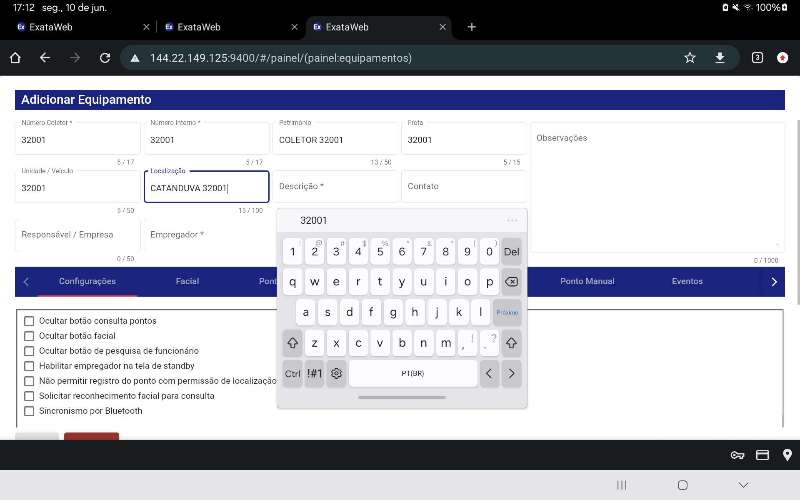 17:12 seg., 10 de jun. 100%
Ex ExataWeb Ex ExataWeb Ex ExataWeb
144.22.149.125:9400/#/painel/(painel:equipamentos) 3
Adicionar Equipamento
Número Coletor * Número Interno * Patrimônio Frota
32001 32001 COLETOR 32001 32001 Observações
5 / 17 5 / 17 13 / 50 5 / 15
Unidade / Veículo Localização
32001 CATANDUVA 32001 Descrição * Contato
5 / 50 15 / 100
Responsável / Empresa Empregador *
0 / 50 0 / 1000
Configurações Facial Pont Ponto Manual Eventos
Ocultar botão consulta pontos
Ocultar botão facial
Ocultar botão de pesquisa de funcionário
Habilitar empregador na tela de standby
Não permitir registro do ponto com permissão de localização
Solicitar reconhecimento facial para consulta
Sincronismo por Bluetooth
32001 ...
1 2 3 4 5 6 7 8 9 0 Del
q w e r t y u i o p
a s d f g h j k l Próximo
z x c v b n m , ! . ?
Ctrl !#1 PT(BR) < >